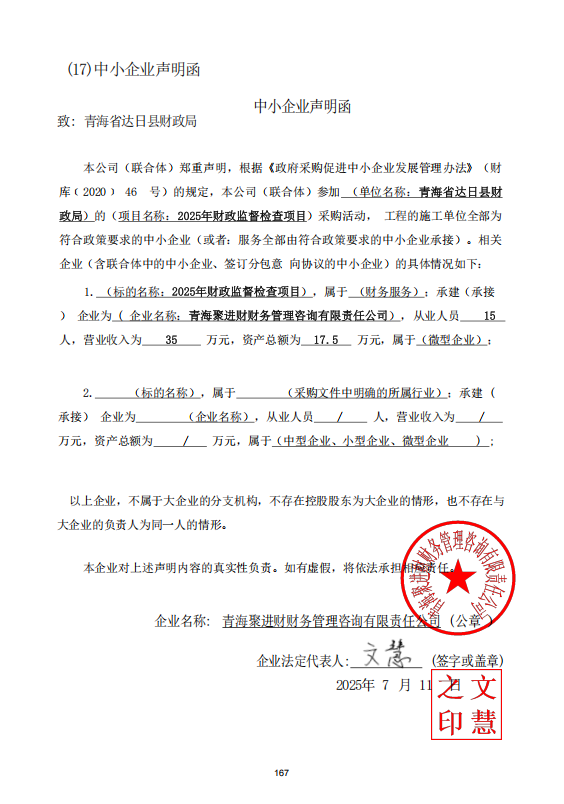 (17)中小企业声明函
中小企业声明函
致：青海省达日县财政局
本公司（联合体）郑重声明，根据《政府采购促进中小企业发展管理办法》（财
库﹝2020﹞ 46 号）的规定，本公司（联合体）参加 （单位名称：青海省达日县财
政局）的（项目名称：2025年财政监督检查项目）采购活动， 工程的施工单位全部为
符合政策要求的中小企业（或者：服务全部由符合政策要求的中小企业承接）。相关
企业（含联合体中的中小企业、签订分包意 向协议的中小企业）的具体情况如下：
1. （标的名称：2025年财政监督检查项目），属于 （财务服务）；承建（承接
） 企业为 ( 企业名称：青海聚进财财务管理咨询有限责任公司），从业人员 15
人，营业收入为 35 万元，资产总额为 17.5 万元，属于（微型企业）；
2. （标的名称），属于 （采购文件中明确的所属行业）；承建（
承接） 企业为 （企业名称），从业人员 / 人，营业收入为 /
万元，资产总额为 / 万元，属于（中型企业、小型企业、微型企业 ）;
以上企业，不属于大企业的分支机构，不存在控股股东为大企业的情形，也不存在与
大企业的负责人为同一人的情形。
本企业对上述声明内容的真实性负责。如有虚假，将依法承担相应责任。
青海聚进财财务管理咨询有限责任公司
企业名称: 青海聚进财财务管理咨询有限责任公司 (公章 )
企业法定代表人: 文慧 (签字或盖章)
2025年 7 月 11 日
文慧
之印
167